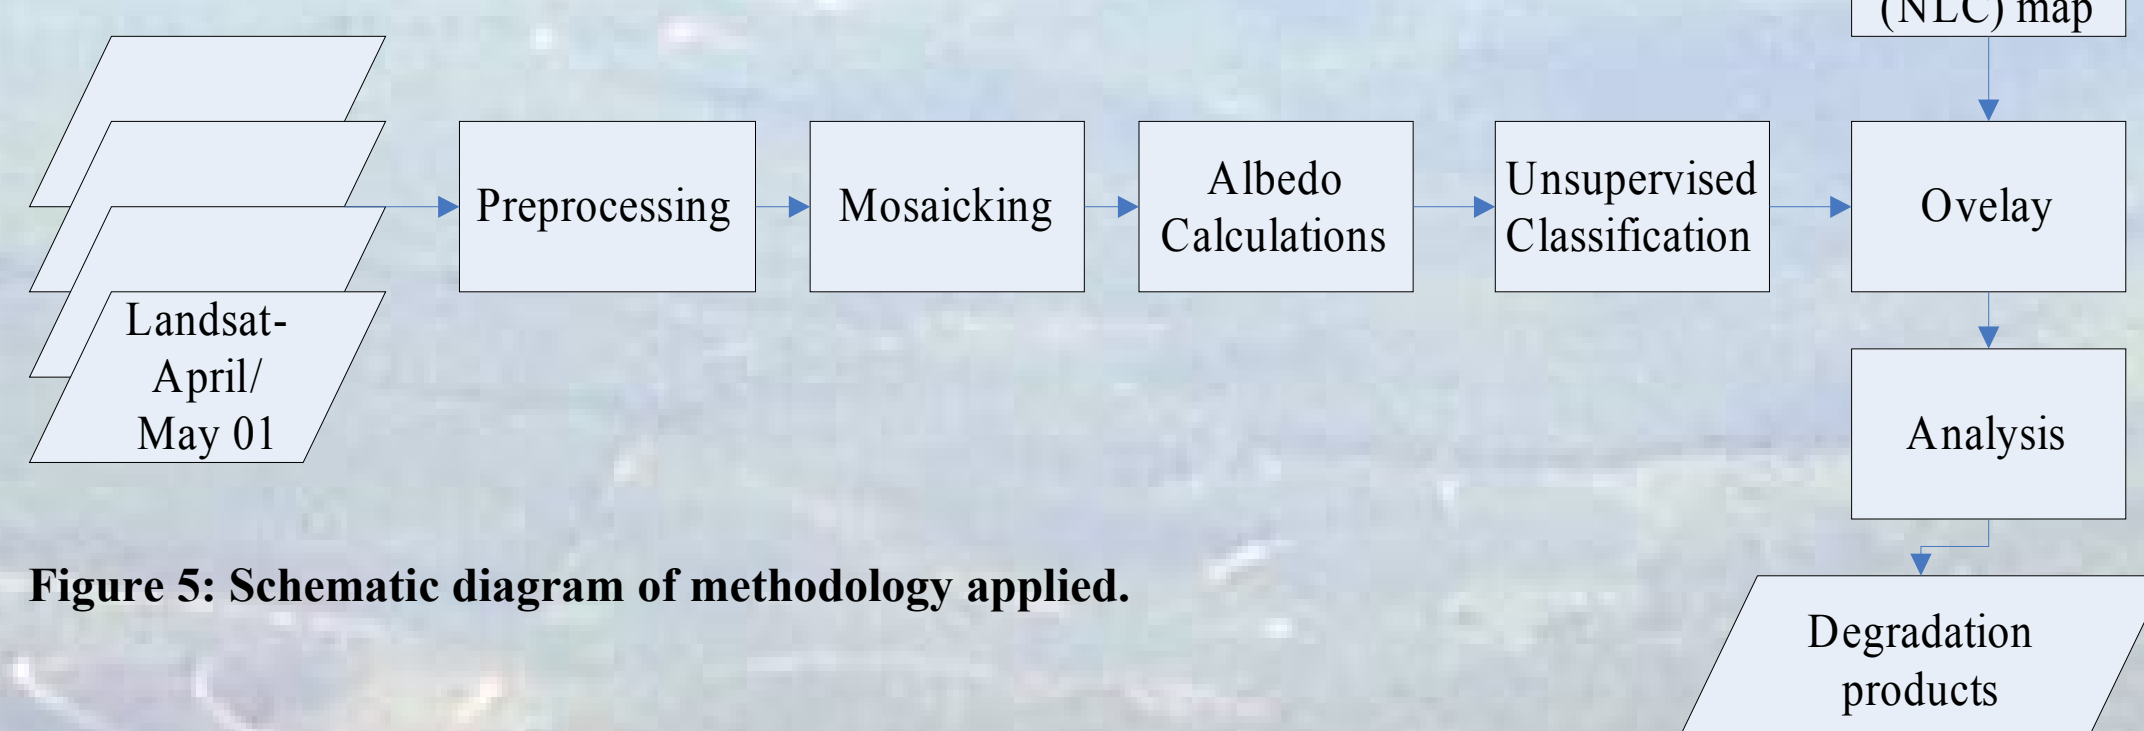 (NLC) map
Landsat-
April/
May 01
Preprocessing
Mosaicking
Albedo
Calculations
Unsupervised
Classification
Ovelay
Analysis
Degradation
products
Figure 5: Schematic diagram of methodology applied.